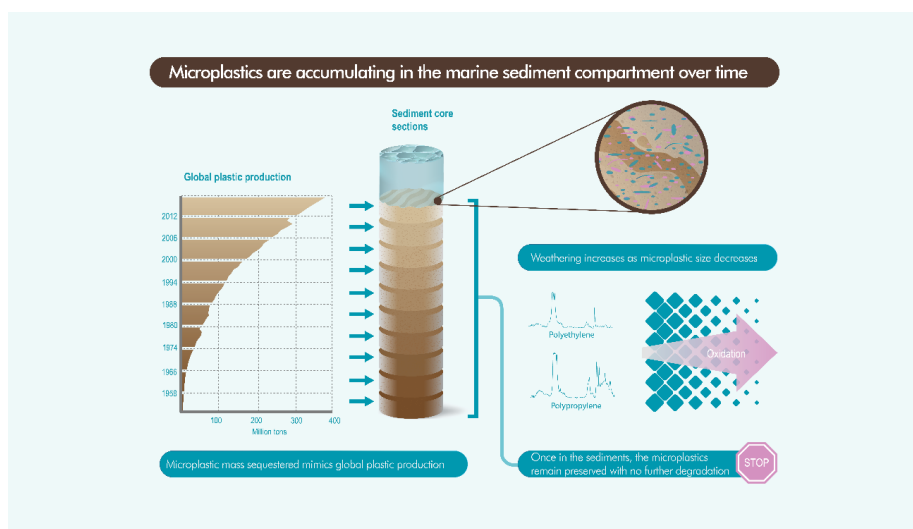 Microplastics are accumulating in the marine sediment compartment over time
Sediment core
sections
Global plastic production
2012
2006
2000
1994
1988
1980
1974
1966
1958
100
200
300
400
Million tons
Microplastic mass sequestered mimics global plastic production
Weathering increases as microplastic size decreases
Polyethylene
Polypropylene
Oxidation
Once in the sediments, the microplastics
remain preserved with no further degradation
STOP